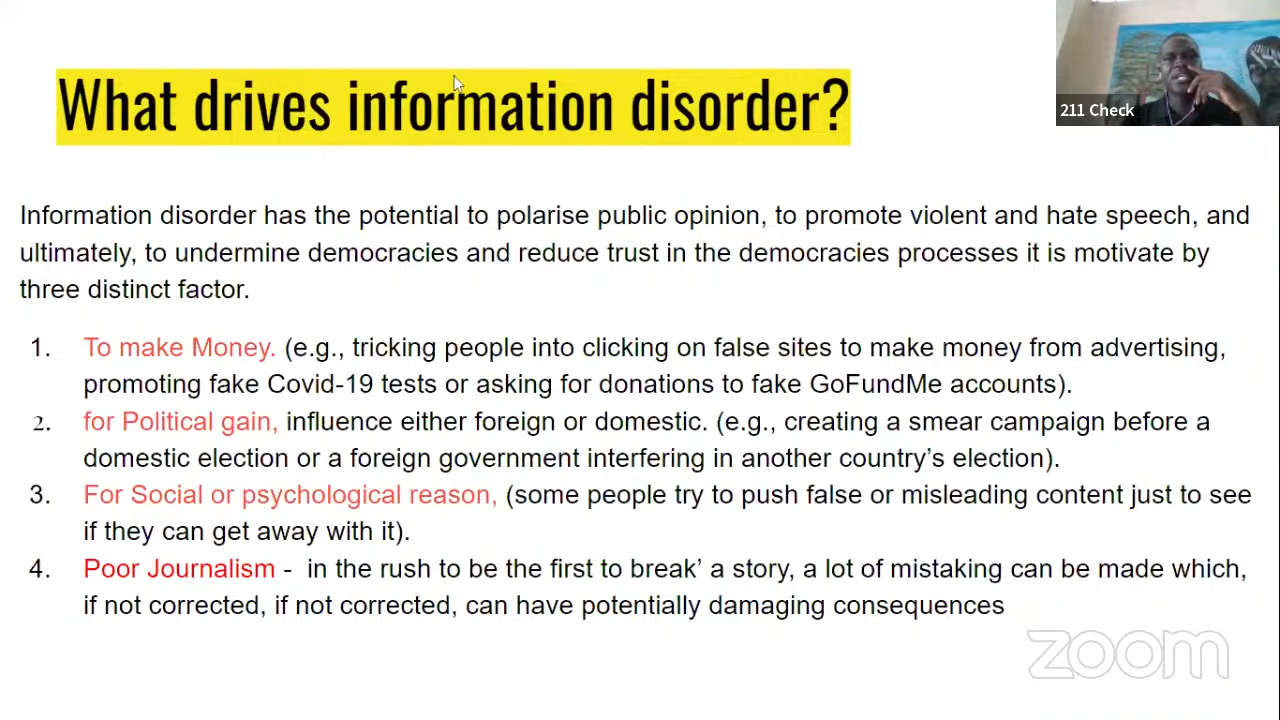 What drives information disorder?
211 Check
Information disorder has the potential to polarise public opinion, to promote violent and hate speech, and
ultimately, to undermine democracies and reduce trust in the democracies processes it is motivate by
three distinct factor.
1. To make Money. (e.g., tricking people into clicking on false sites to make money from advertising,
promoting fake Covid-19 tests or asking for donations to fake GoFundMe accounts).
2. for Political gain, influence either foreign or domestic. (e.g., creating a smear campaign before a
domestic election or a foreign government interfering in another country’s election).
3. For Social or psychological reason, (some people try to push false or misleading content just to see
if they can get away with it).
4. Poor Journalism - in the rush to be the first to break’ a story, a lot of mistaking can be made which,
if not corrected, if not corrected, can have potentially damaging consequences
zoom